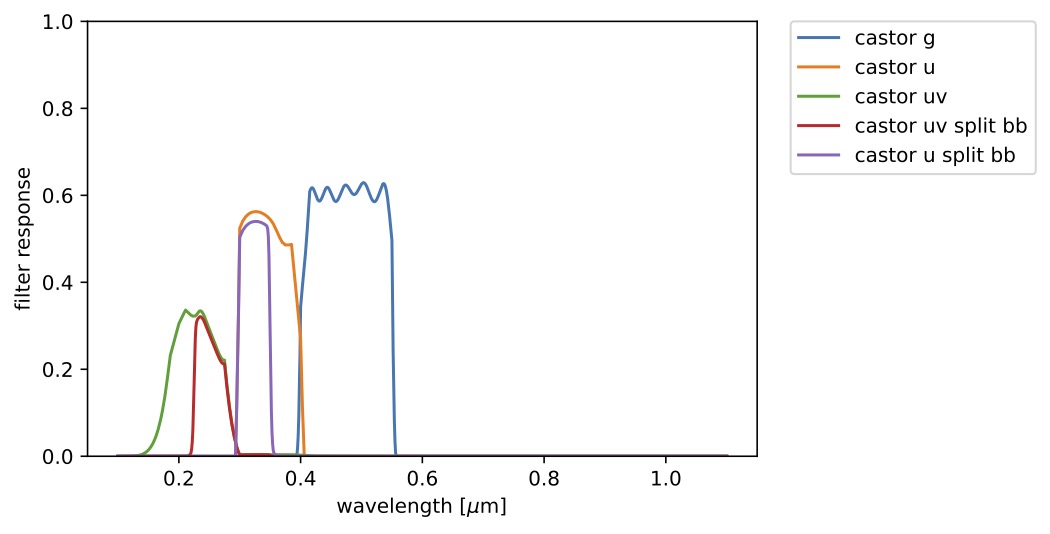 1.0
0.8
0.6
0.4
0.2
0.0
filter response
0.2 0.4 0.6 0.8 1.0
wavelength [μm]
castor g
castor u
castor uv
castor uv split bb
castor u split bb